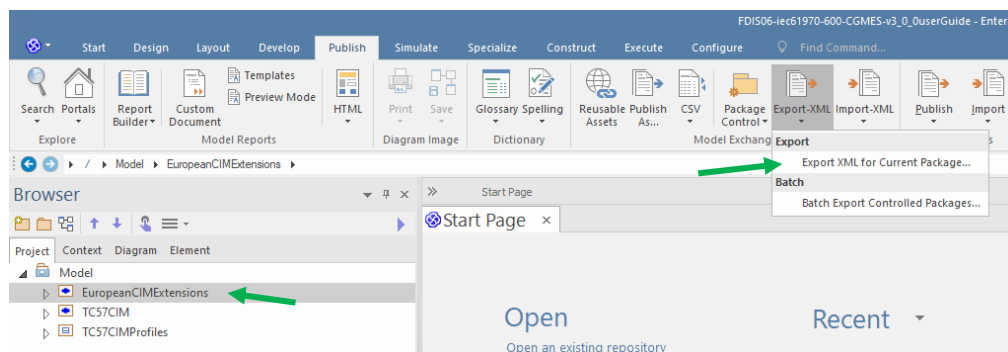 FDIS06-iec61970-600-CGMES-v3_0_0userGuide - Enter
Start Design Layout Develop Publish Simulate Specialize Construct Execute Configure Find Command...
Search Portals Report Builder Custom Document Templates Preview Mode HTML Print Save Glossary Spelling Reusable Assets Publish As... CSV Package Control Export-XML Import-XML Publish Import
Explore Model Reports Diagram Image Dictionary Model Exchang s
Export
Export XML for Current Package...
Batch
Batch Export Controlled Packages...
/ Model EuropeanCIMExtensions
Browser
Start Page
Start Page
Project Context Diagram Element
Model
EuropeanCIMExtensions
TC57CIM
TC57CIMProfiles
Open Recent
Open an existing repository